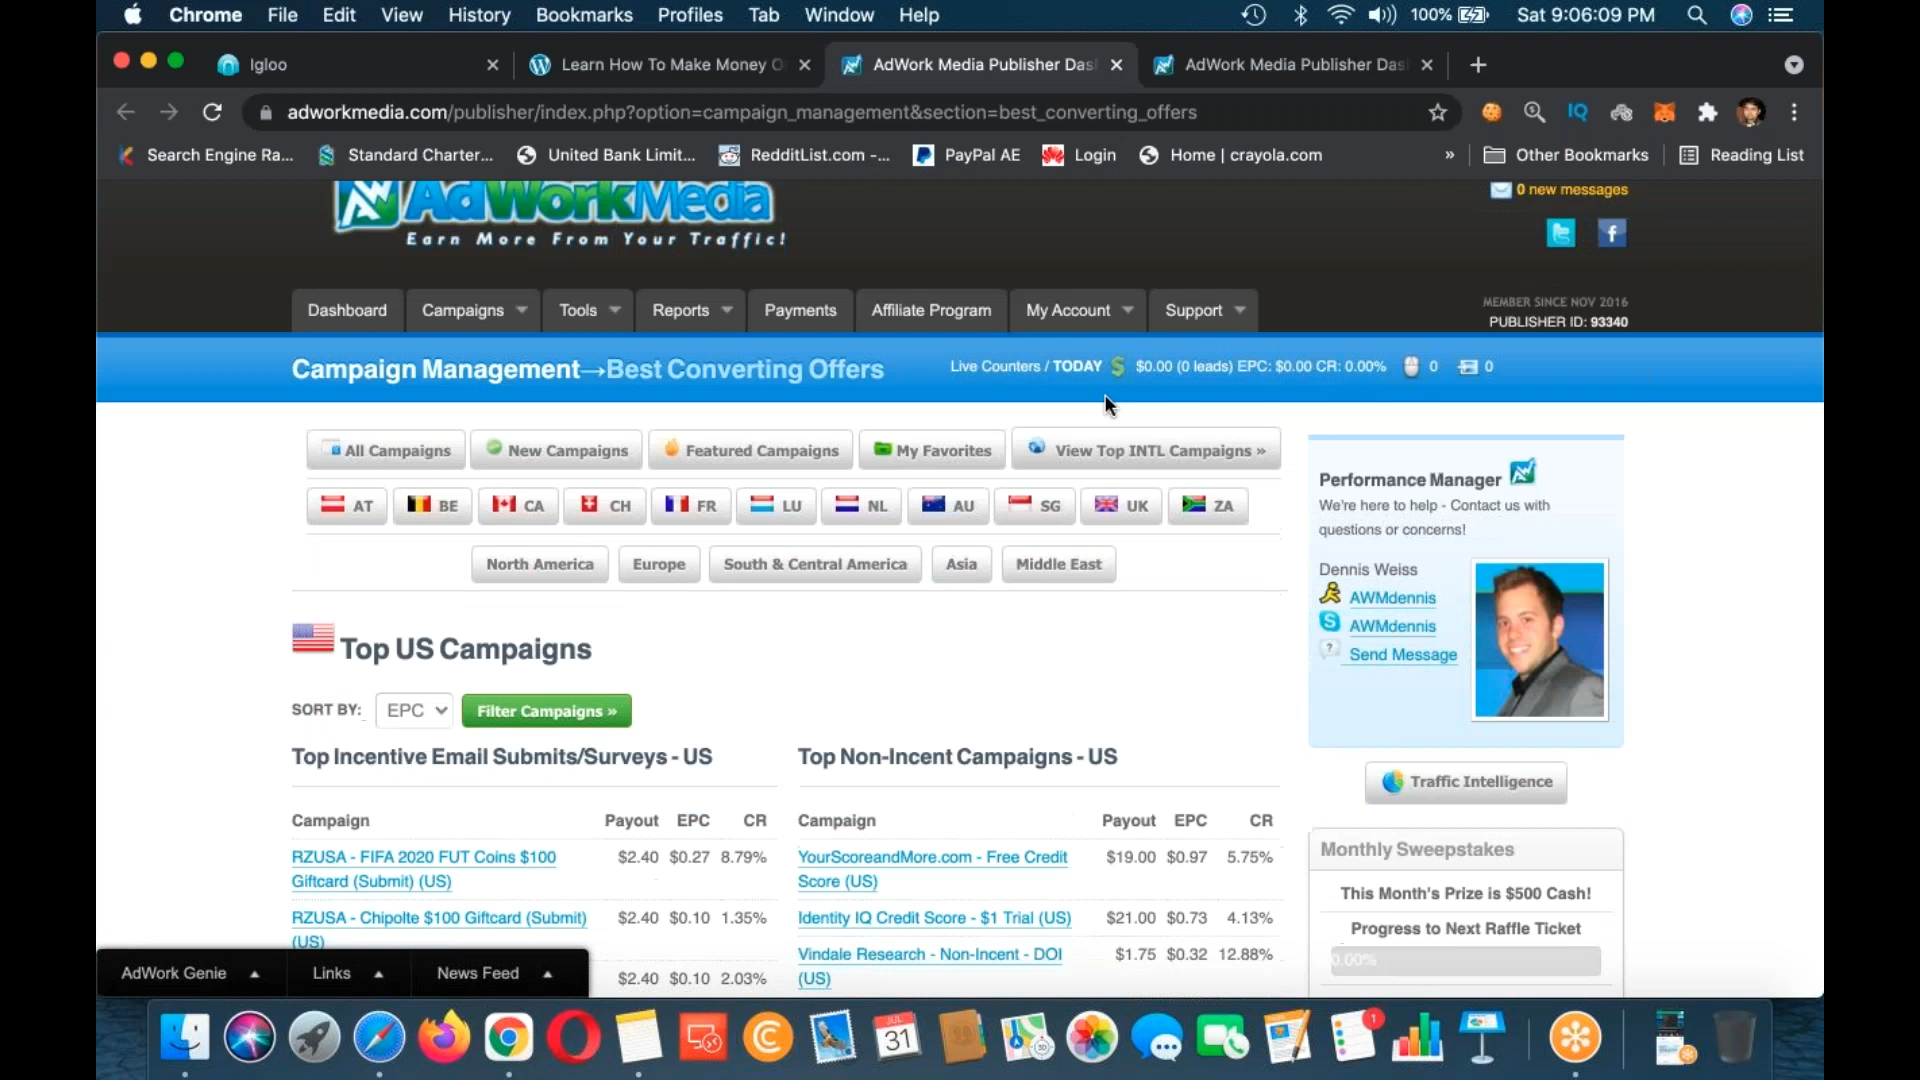 Chrome File Edit View History Bookmarks Profiles Tab Window Help 100% Sat 9:06:09 PM
Igloo Learn How To Make Money O AdWork Media Publisher Das AdWork Media Publisher Das
adworkmedia.com/publisher/index.php?option=campaign_management&section=best_converting_offers
Search Engine Ra... Standard Charter... United Bank Limit... RedditList.com -... PayPal AE Login Home | crayola.com » Other Bookmarks Reading List
AdWorkMedia
Earn More From Your Traffic!
0 new messages
Dashboard Campaigns Tools Reports Payments Affiliate Program My Account Support
MEMBER SINCE NOV 2016
PUBLISHER ID: 93340
Campaign Management→Best Converting Offers Live Counters / TODAY $0.00 (0 leads) EPC: $0.00 CR: 0.00% 0 0
All Campaigns New Campaigns Featured Campaigns My Favorites View Top INTL Campaigns »
AT BE CA CH FR LU NL AU SG UK ZA
North America Europe South & Central America Asia Middle East
Top US Campaigns
SORT BY: EPC Filter Campaigns »
Top Incentive Email Submits/Surveys - US
Campaign Payout EPC CR
RZUSA - FIFA 2020 FUT Coins $100 $2.40 $0.27 8.79%
Giftcard (Submit) (US)
RZUSA - Chipolte $100 Giftcard (Submit) $2.40 $0.10 1.35%
(US)
$2.40 $0.10 2.03%
Top Non-Incent Campaigns - US
Campaign Payout EPC CR
YourScoreandMore.com - Free Credit $19.00 $0.97 5.75%
Score (US)
Identity IQ Credit Score - $1 Trial (US) $21.00 $0.73 4.13%
Vindale Research - Non-Incent - DOI $1.75 $0.32 12.88%
(US)
Performance Manager
We're here to help - Contact us with
questions or concerns!
Dennis Weiss
AWMdennis
AWMdennis
Send Message
Traffic Intelligence
Monthly Sweepstakes
This Month's Prize is $500 Cash!
Progress to Next Raffle Ticket
0.00%
AdWork Genie Links News Feed
JUL
31
3D
1